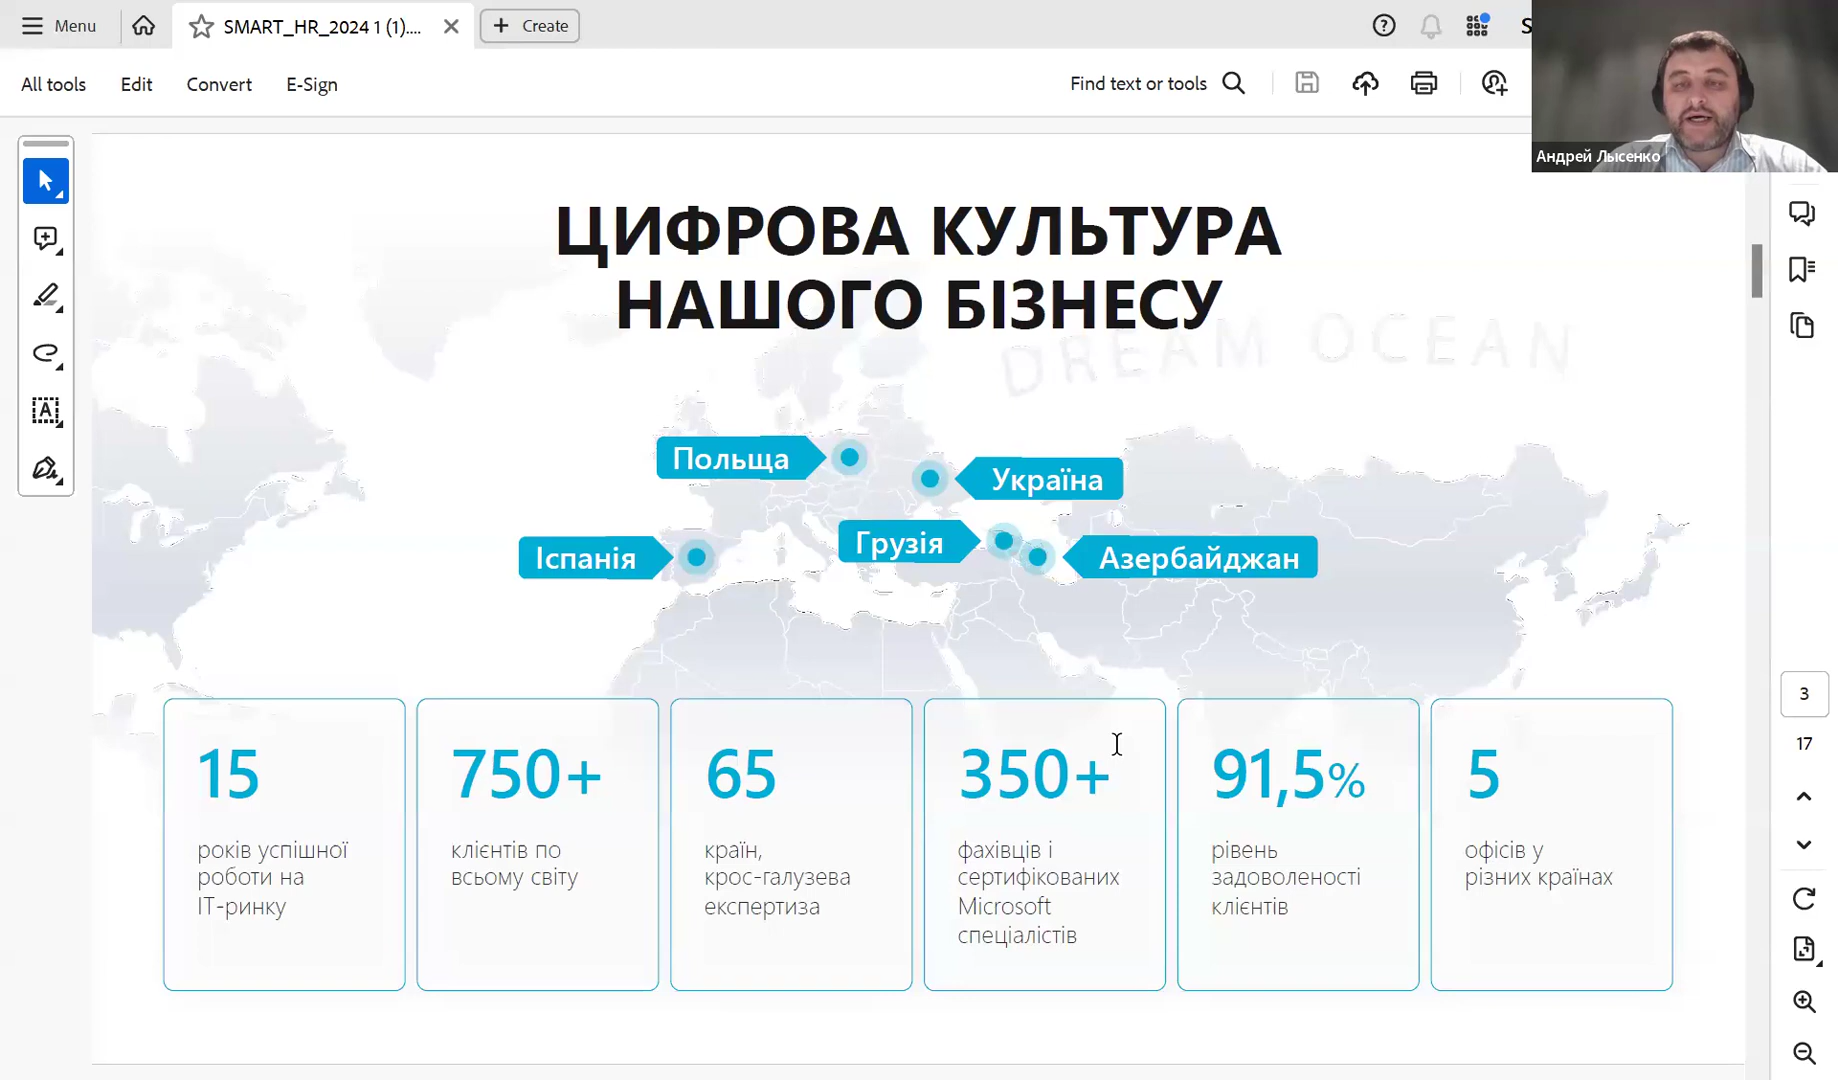 Menu
SMART_HR_2024 1 (1)....
Create
All tools
Edit
Convert
E-Sign
Find text or tools
Андрей Лысенко
ЦИФРОВА КУЛЬТУРА
НАШОГО БІЗНЕСУ
DREAM OCEAN
Польща
Україна
Грузія
Іспанія
Азербайджан
15
років успішної
роботи на
ІТ-ринку
750+
клієнтів по
всьому світу
65
країн,
крос-галузева
експертиза
350+
фахівців і
сертифікованих
Microsoft
спеціалістів
91,5%
рівень
задоволеності
клієнтів
5
офісів у
різних країнах
3
17